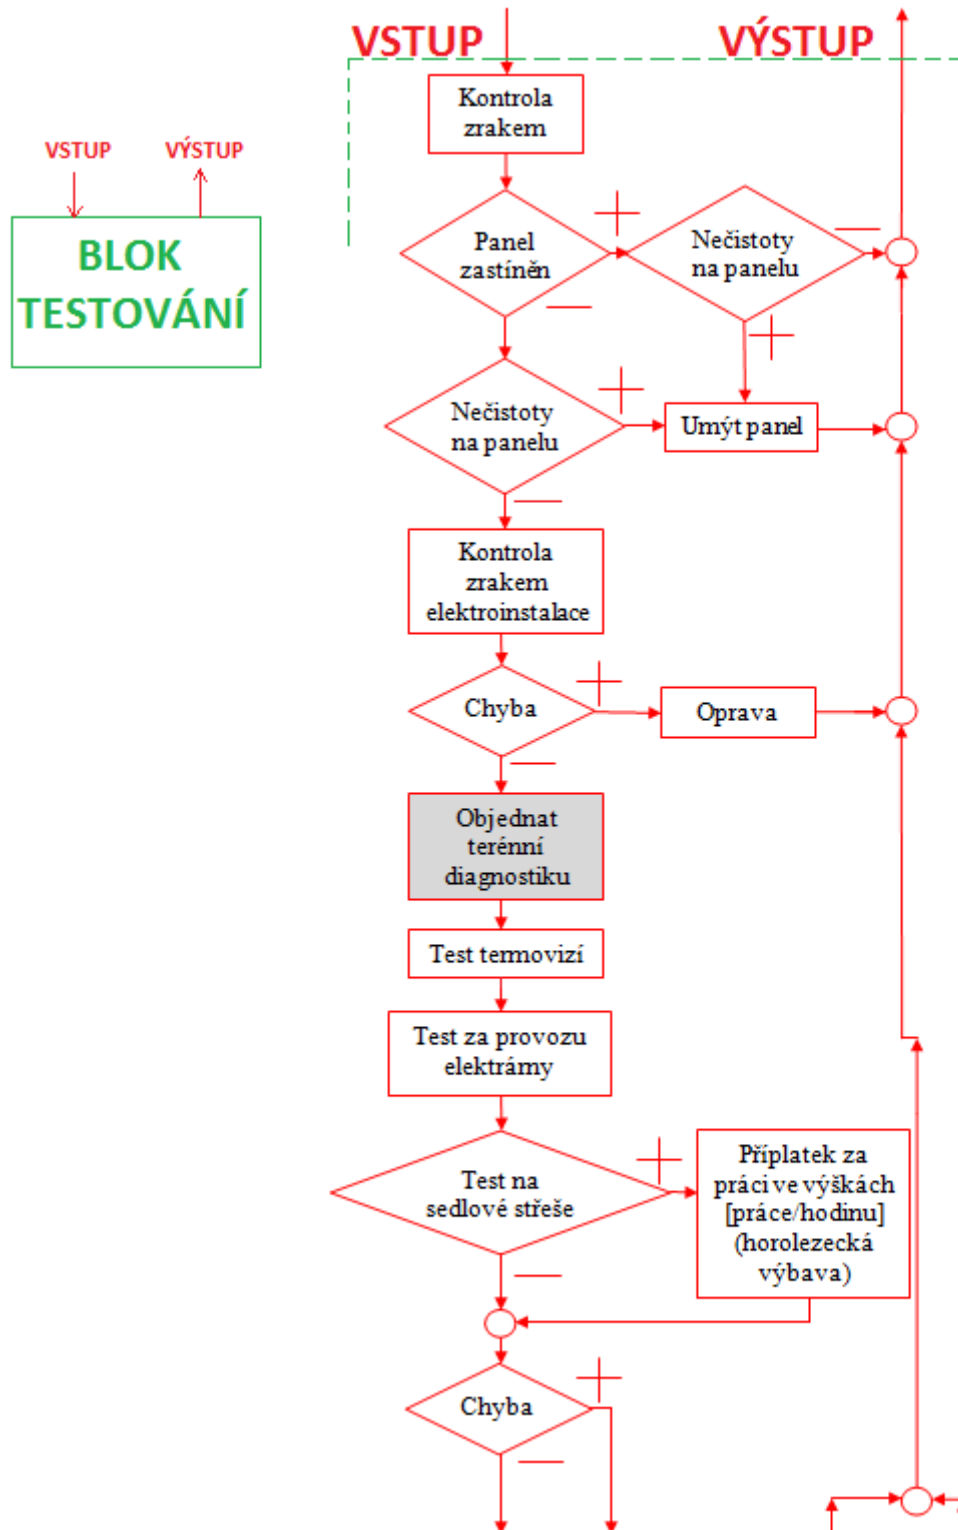 VSTUP
VÝSTUP
Kontrola
zrakem
VSTUP
VÝSTUP
BLOK
TESTOVÁNÍ
Panel
zastíněn
+
—
Nečistoty
na panelu
—
+
Nečistoty
na panelu
+
—
Umýt panel
Kontrola
zrakem
elektroinstalace
Chyba
+
—
Oprava
Objednat
terénní
diagnostiku
Test termovizí
Test za provozu
elektrárny
Test na
sedlové střeše
+
—
Příplatek za
práci ve výškách
[práce/hodinu]
(horolezecká
výbava)
Chyba
+
—